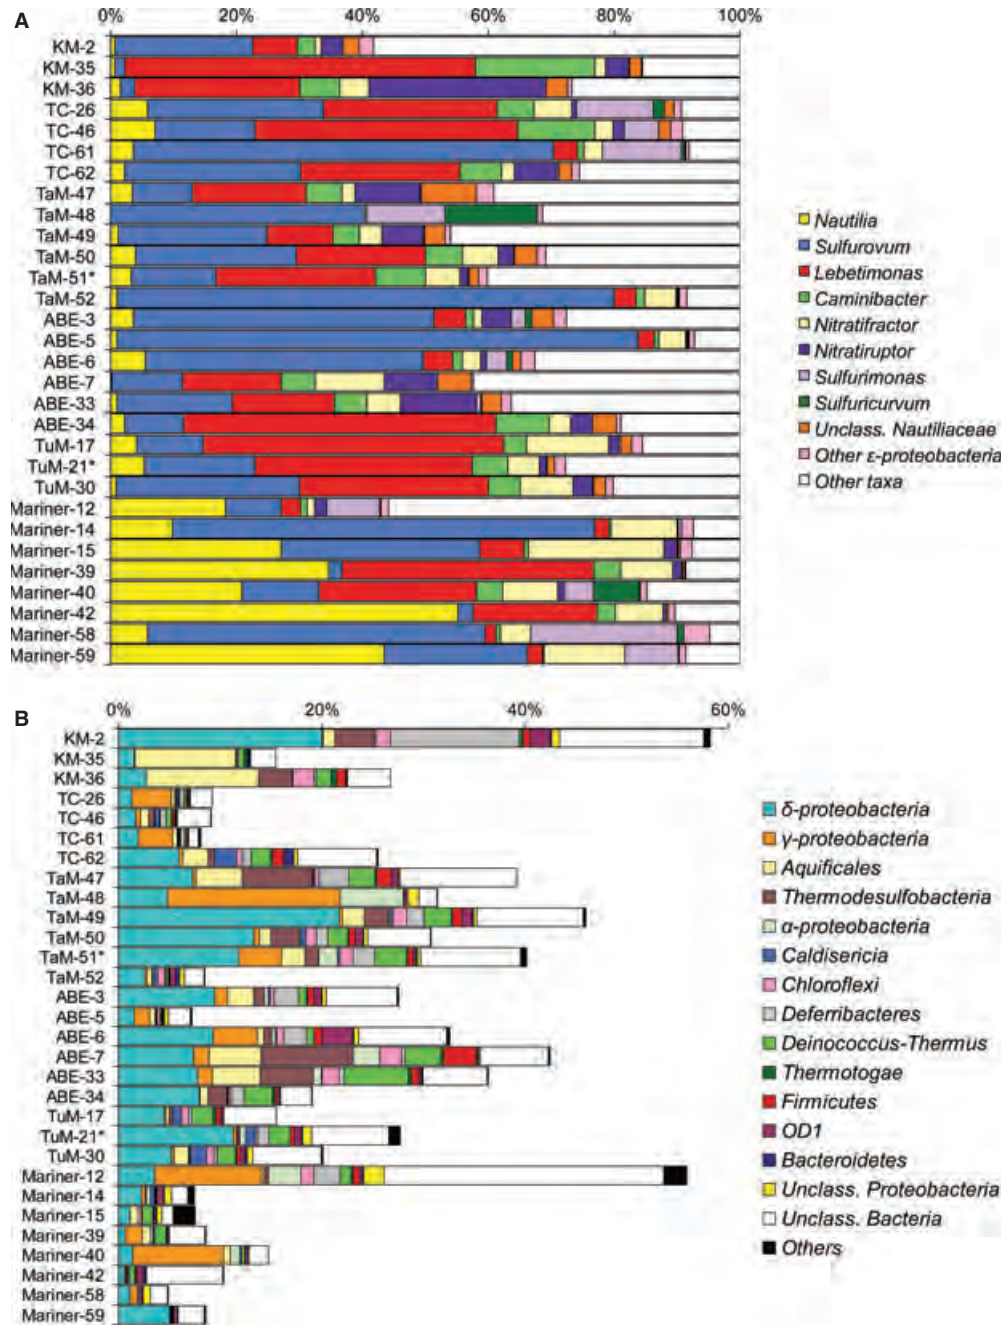 A
0% 20% 40% 60% 80% 100%
KM-2
KM-35
KM-36
TC-26
TC-46
TC-61
TC-62
TaM-47
TaM-48
TaM-49
TaM-50
TaM-51*
TaM-52
ABE-3
ABE-5
ABE-6
ABE-7
ABE-33
ABE-34
TuM-17
TuM-21*
TuM-30
Mariner-12
Mariner-14
Mariner-15
Mariner-39
Mariner-40
Mariner-42
Mariner-58
Mariner-59
Nautilia
Sulfurovum
Lebetimonas
Caminibacter
Nitratifractor
Nitratiruptor
Sulfurimonas
Sulfuricurvum
Unclass. Nautiliaceae
Other ε-proteobacteria
Other taxa
B
0% 20% 40% 60%
KM-2
KM-35
KM-36
TC-26
TC-46
TC-61
TC-62
TaM-47
TaM-48
TaM-49
TaM-50
TaM-51*
TaM-52
ABE-3
ABE-5
ABE-6
ABE-7
ABE-33
ABE-34
TuM-17
TuM-21*
TuM-30
Mariner-12
Mariner-14
Mariner-15
Mariner-39
Mariner-40
Mariner-42
Mariner-58
Mariner-59
δ-proteobacteria
γ-proteobacteria
Aquificales
Thermodesulfobacteria
α-proteobacteria
Caldisericia
Chloroflexi
Deferribacteres
Deinococcus-Thermus
Thermotogae
Firmicutes
OD1
Bacteroidetes
Unclass. Proteobacteria
Unclass. Bacteria
Others